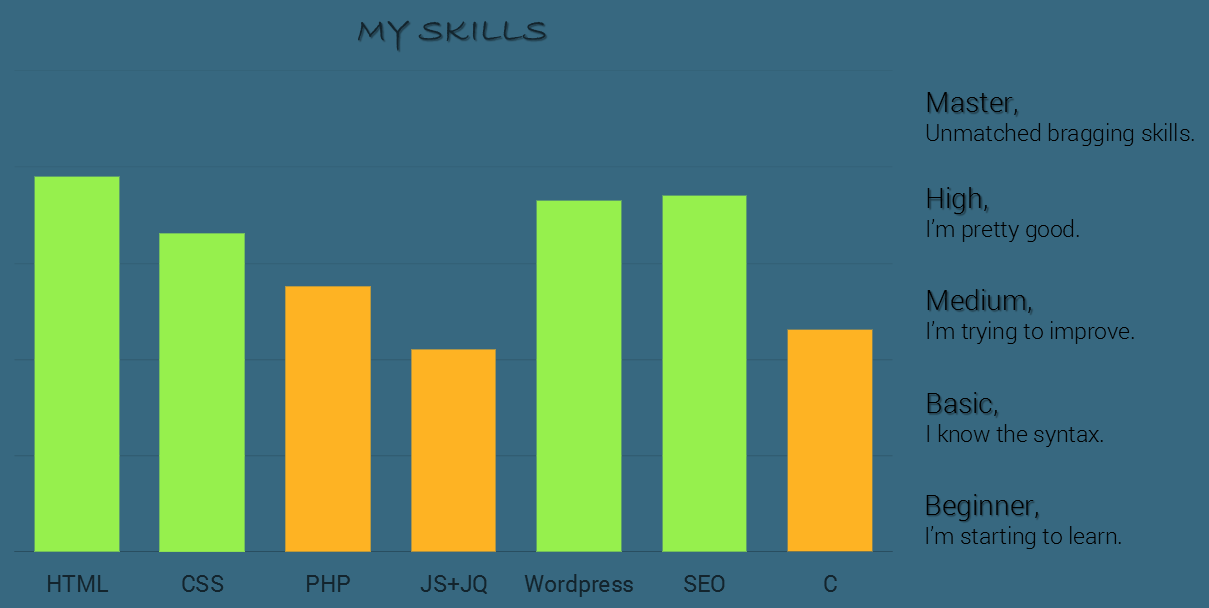 MY SKILLS
Master,
Unmatched bragging skills.
High,
I'm pretty good.
Medium,
I'm trying to improve.
Basic,
I know the syntax.
Beginner,
I'm starting to learn.
HTML CSS PHP JS+JQ Wordpress SEO C